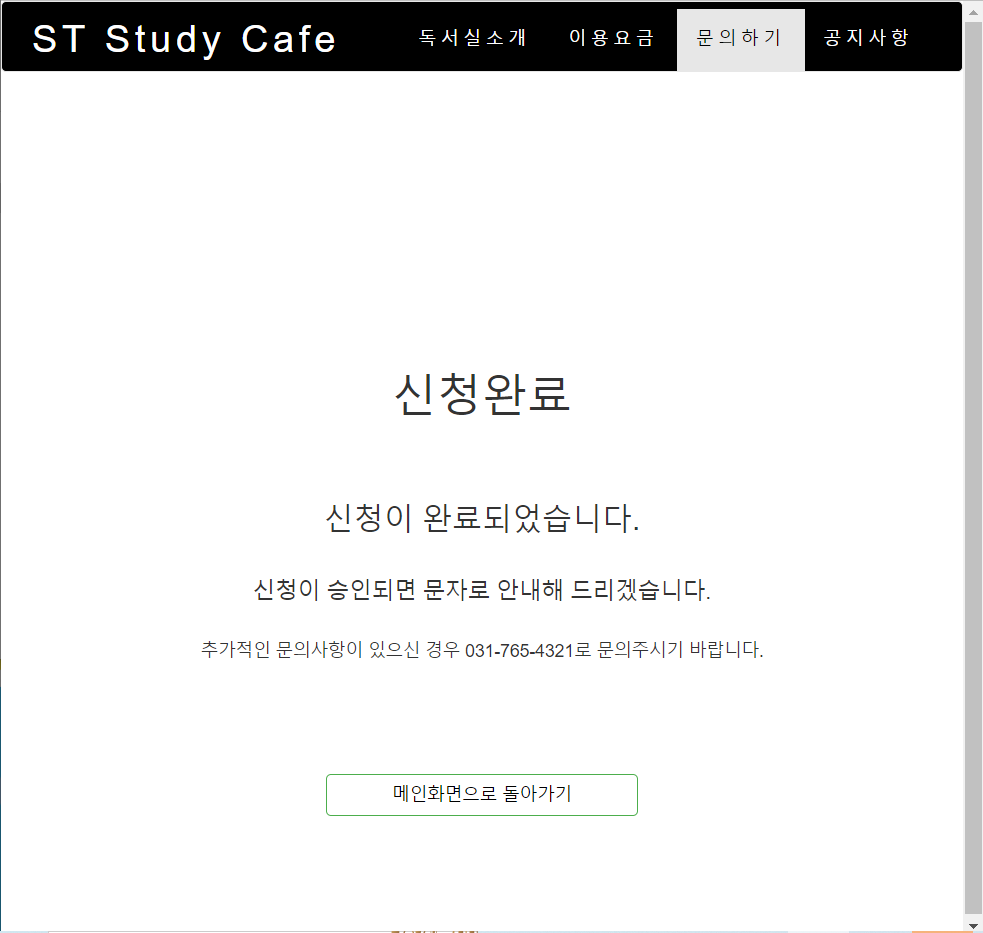 ST Study Cafe 독서실소개 이용요금 문의하기 공지사항
신청완료
신청이 완료되었습니다.
신청이 승인되면 문자로 안내해 드리겠습니다.
추가적인 문의사항이 있으신 경우 031-765-4321로 문의주시기 바랍니다.
메인화면으로 돌아가기